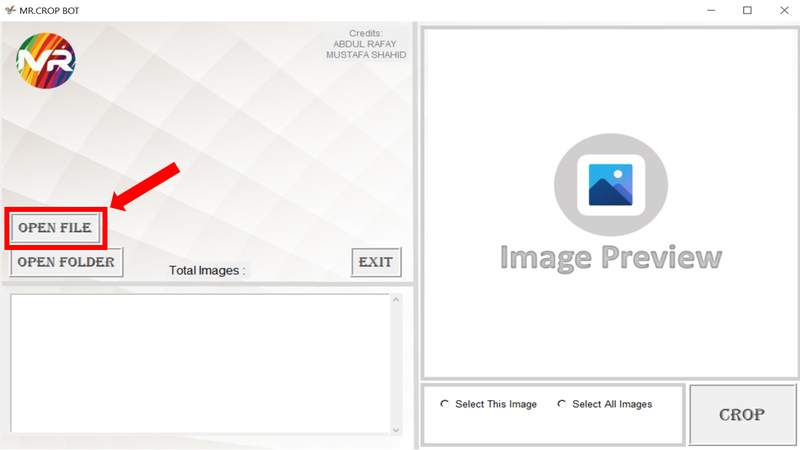 MR.CROP BOT
Credits:
ABDUL RAFAY
MUSTAFA SHAHID
MR
OPEN FILE
OPEN FOLDER
Total Images :
EXIT
Image Preview
Select This Image
Select All Images
CROP